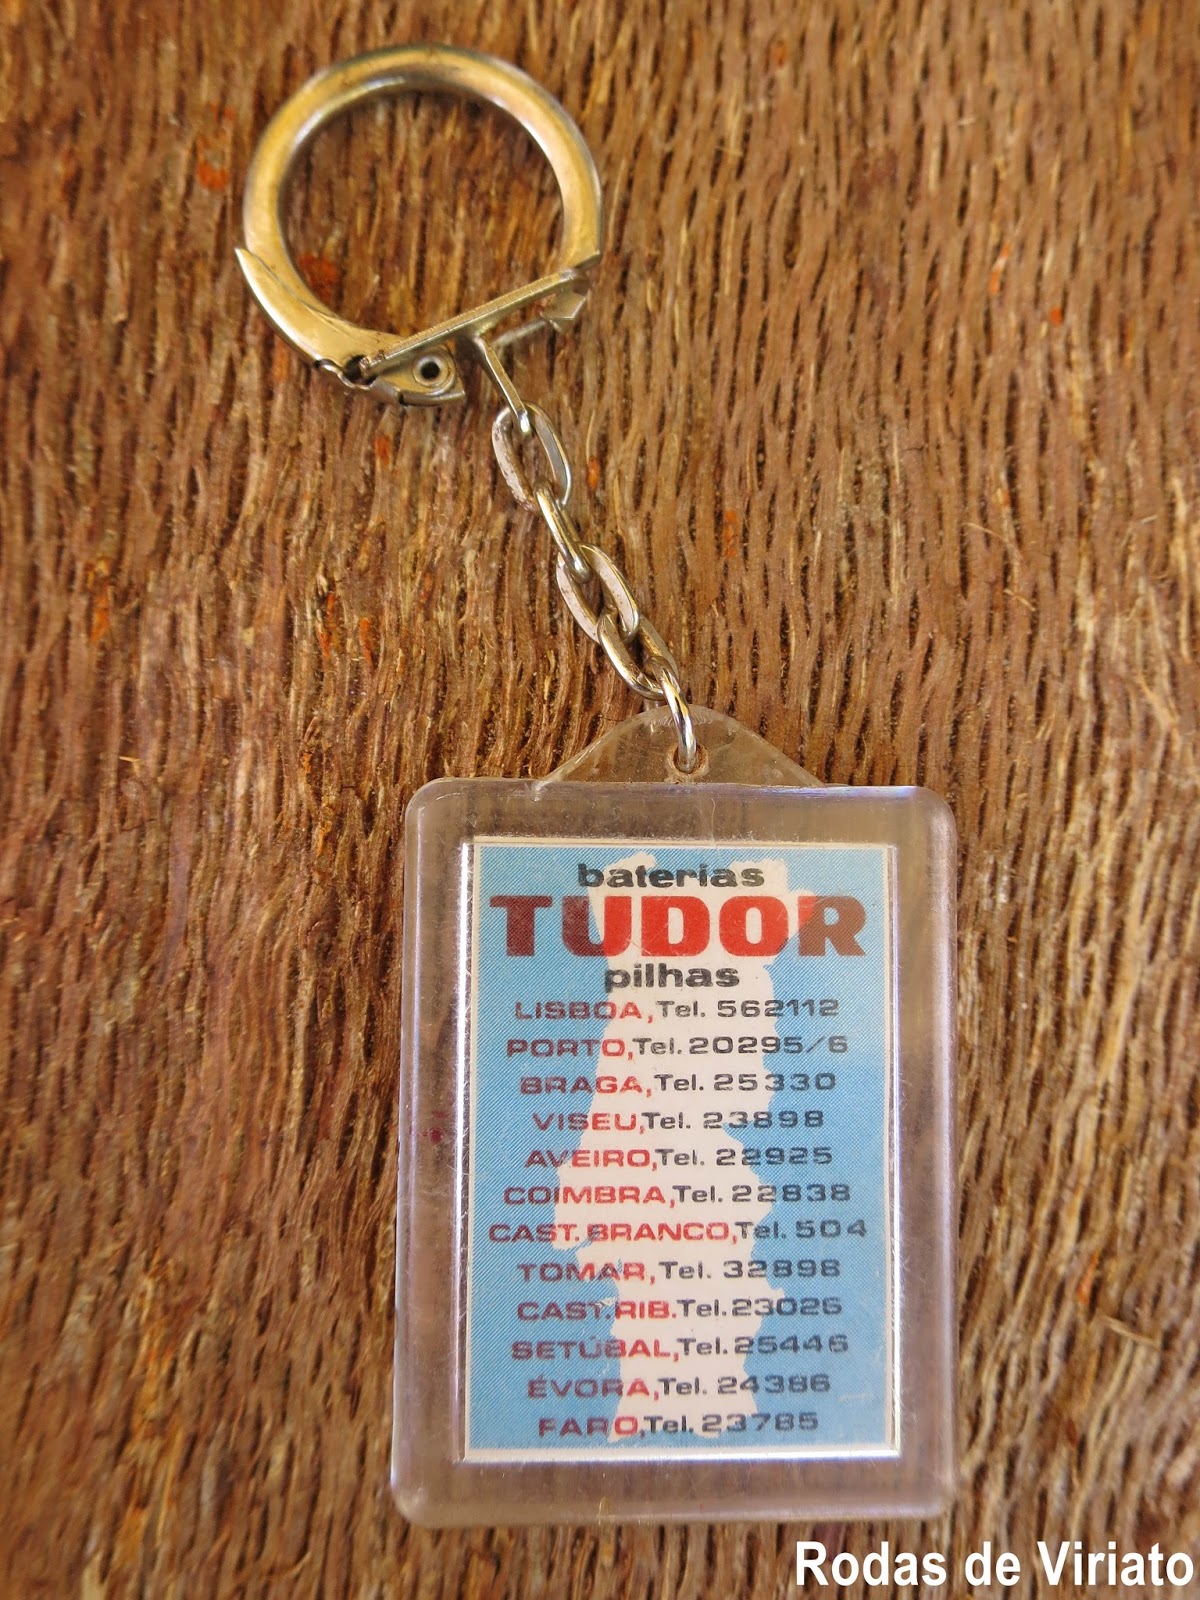 baterias
TUDOR
pilhas
LISBOA, Tel. 562112
PORTO, Tel. 20295/6
BRAGA, Tel. 25330
VISEU, Tel. 23898
AVEIRO, Tel. 22925
COIMBRA, Tel. 22838
CAST. BRANCO, Tel. 504
TOMAR, Tel. 32898
CAST. RIB. Tel. 23026
SETÚBAL, Tel. 25446
ÉVORA, Tel. 24386
FARO, Tel. 23785
Rodas de Viriato